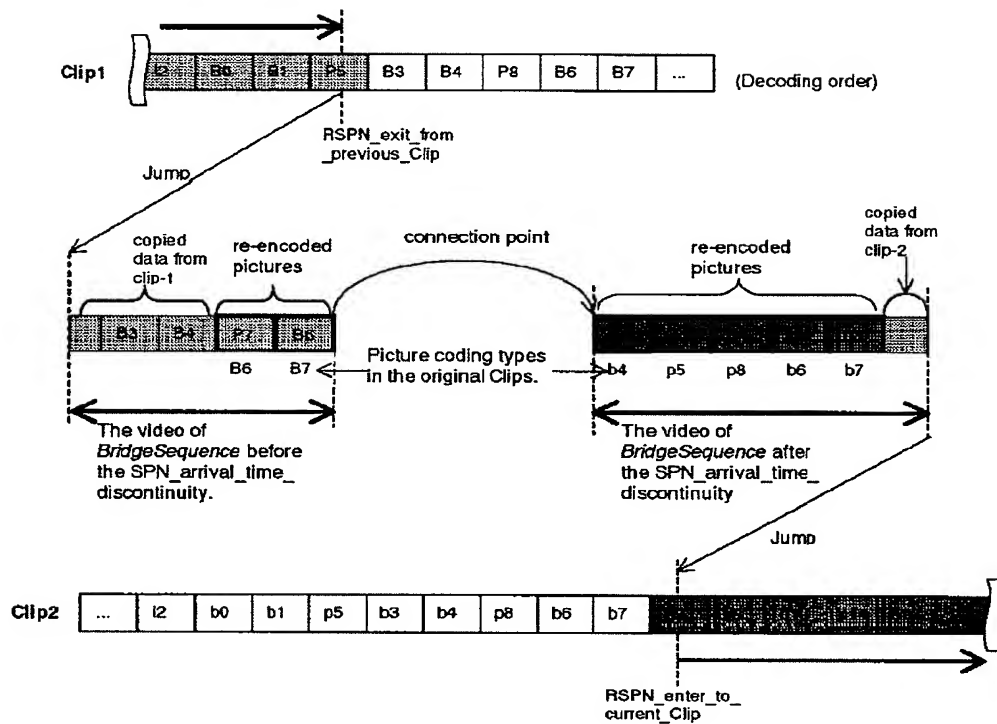 Clip1
I2 B0 B1 P5 B3 B4 P8 B6 B7 ...
(Decoding order)
RSPN_exit_from
_previous_Clip
Jump
copied
data from
clip-1
re-encoded
pictures
connection point
re-encoded
pictures
copied
data from
clip-2
B3 B4 P7 B6
B6 B7
Picture coding types
in the original Clips.
b4 p5 p8 b6 b7
The video of
BridgeSequence before
the SPN_arrival_time_
discontinuity.
The video of
BridgeSequence after
the SPN_arrival_time_
discontinuity
Jump
Clip2
... I2 b0 b1 p5 b3 b4 p8 b6 b7
RSPN_enter_to_
current_Clip